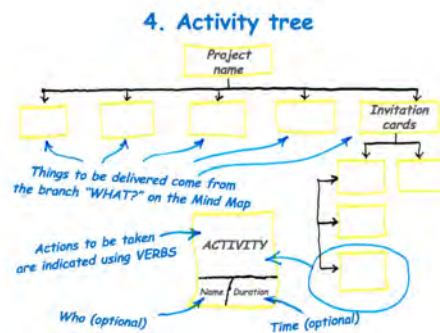 4. Activity tree
Project
name
Invitation
cards
Things to be delivered come from
the branch "WHAT?" on the Mind Map
Actions to be taken
are indicated using VERBS
ACTIVITY
Name
Duration
Who (optional)
Time (optional)